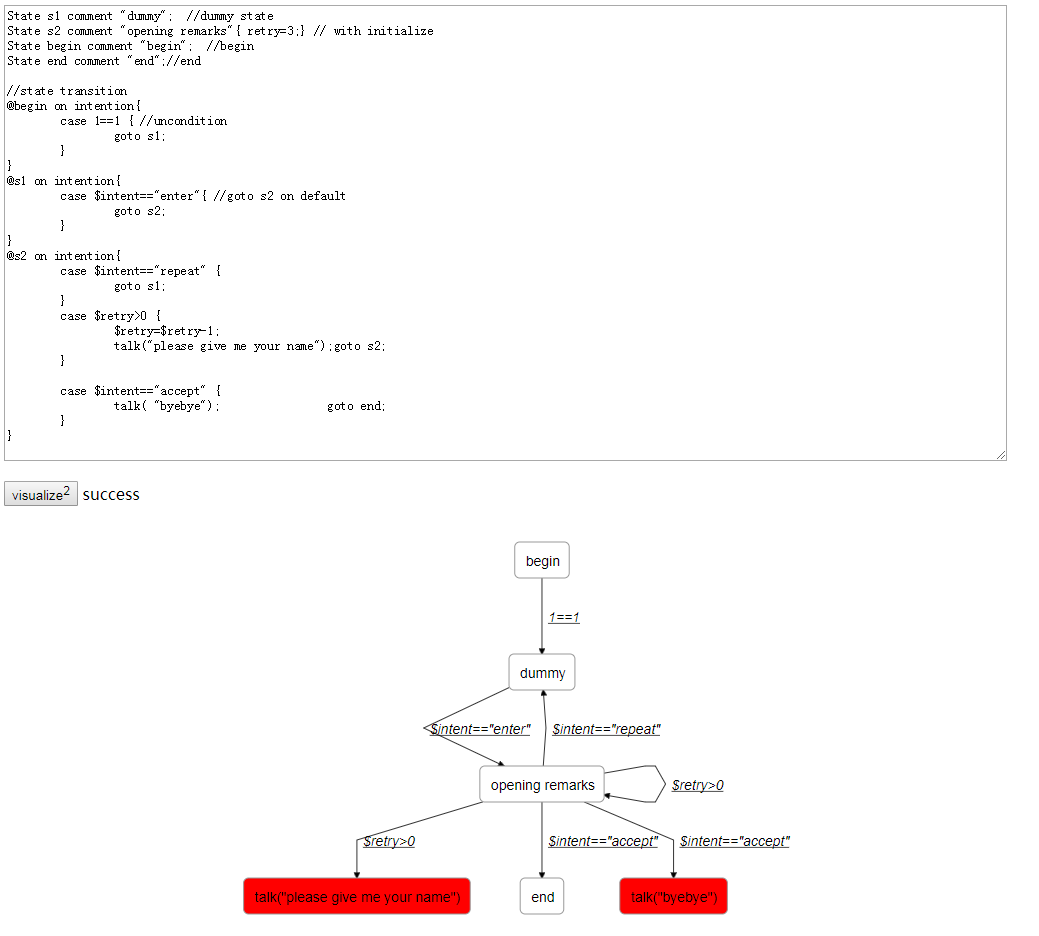 State s1 comment "dummy";  //dummy state
State s2 comment "opening remarks"{ retry=3;} // with initialize
State begin comment "begin";  //begin
State end comment "end";//end
//state transition
@begin on intention{
case 1==1 { //uncondition
goto s1;
}
}
@s1 on intention{
case $intent=="enter"{ //goto s2 on default
goto s2;
}
}
@s2 on intention{
case $intent=="repeat" {
goto s1;
}
case $retry>0 {
$retry=$retry-1;
talk("please give me your name");goto s2;
}
case $intent=="accept" {
talk( "byebye");                goto end;
}
}
visualize2 success
begin
1==1
dummy
$intent=="enter" $intent=="repeat"
opening remarks $retry>0
$retry>0 $intent=="accept" $intent=="accept"
talk("please give me your name") end talk("byebye")